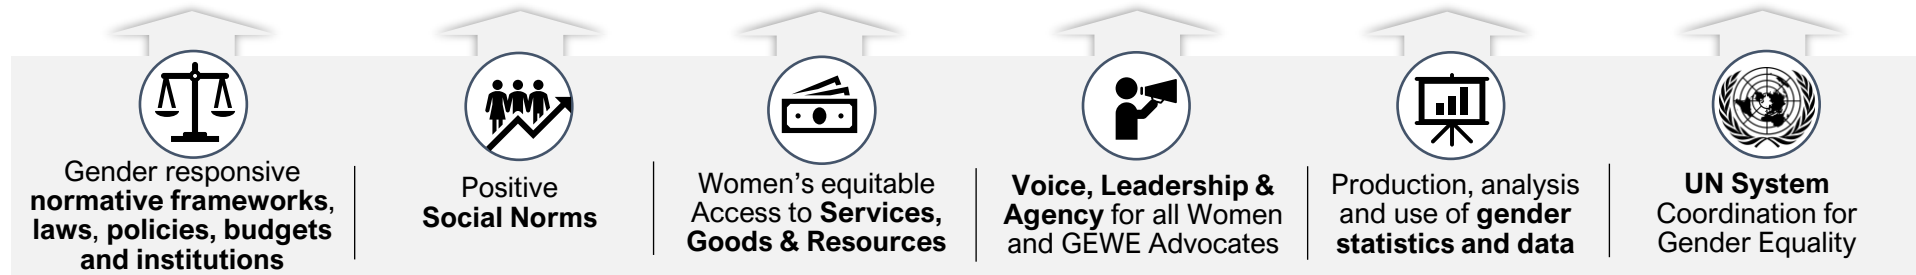 Gender responsive
normative frameworks,
laws, policies, budgets
and institutions
Positive
Social Norms
Women's equitable
Access to Services,
Goods & Resources
Voice, Leadership &
Agency for all Women
and GEWE Advocates
Production, analysis
and use of gender
statistics and data
UN System
Coordination for
Gender Equality